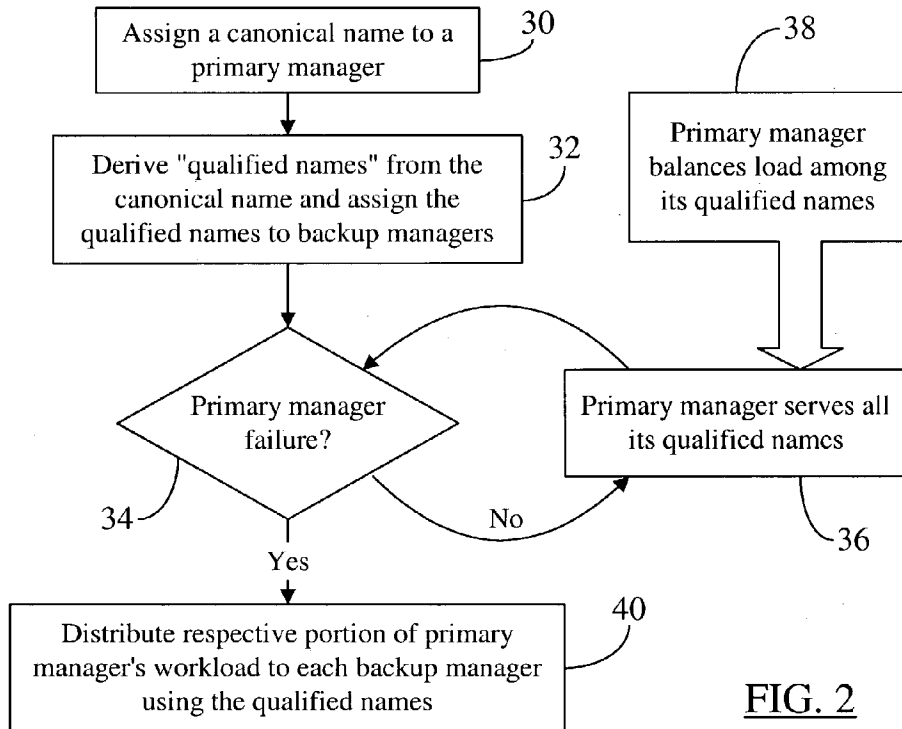 Assign a canonical name to a
primary manager
30
Derive "qualified names" from the
canonical name and assign the
qualified names to backup managers
32
38
Primary manager
balances load among
its qualified names
Primary manager
failure?
34
No
Yes
Primary manager serves all
its qualified names
36
Distribute respective portion of primary
manager's workload to each backup manager
using the qualified names
40
FIG. 2